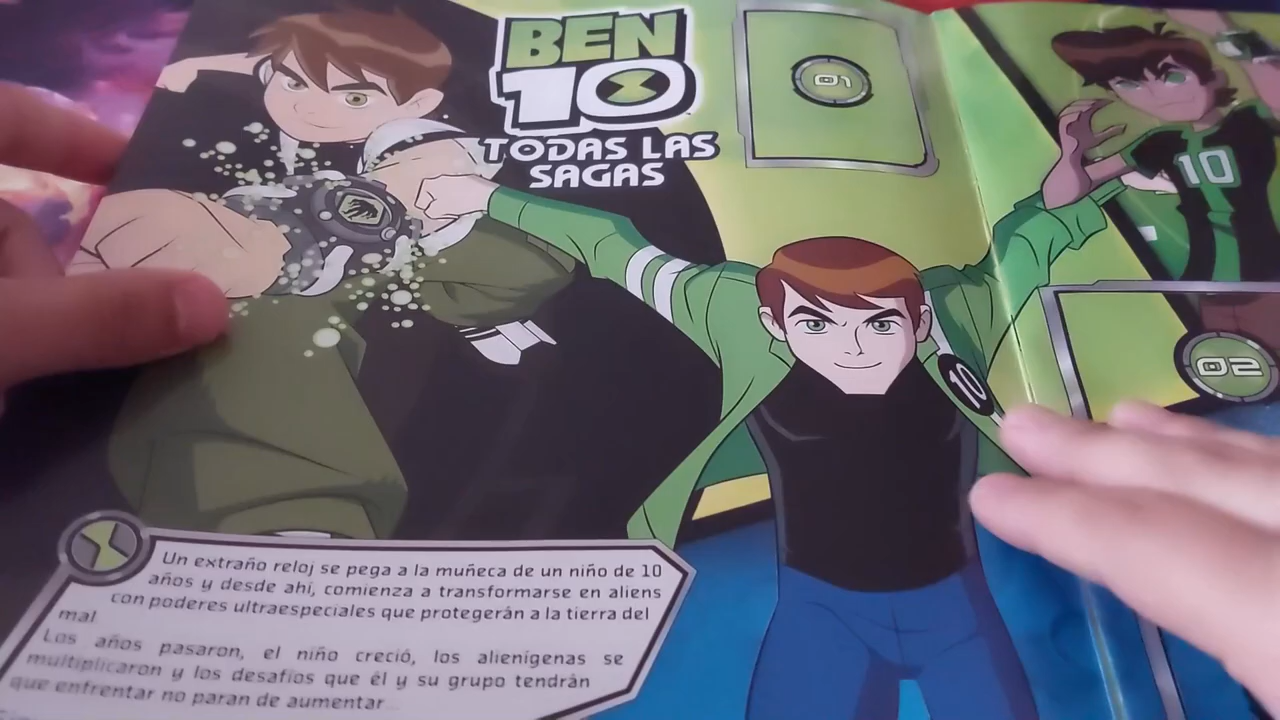 BEN
10
TODAS LAS
SAGAS
01
10
02
10
Un extraño reloj se pega a la muñeca de un niño de 10
años y desde ahí, comienza a transformarse en aliens
con poderes ultraespeciales que protegerán a la tierra del
mal.
Los años pasaron, el niño creció, los alienígenas se
multiplicaron y los desafíos que él y su grupo tendrán
que enfrentar no paran de aumentar...